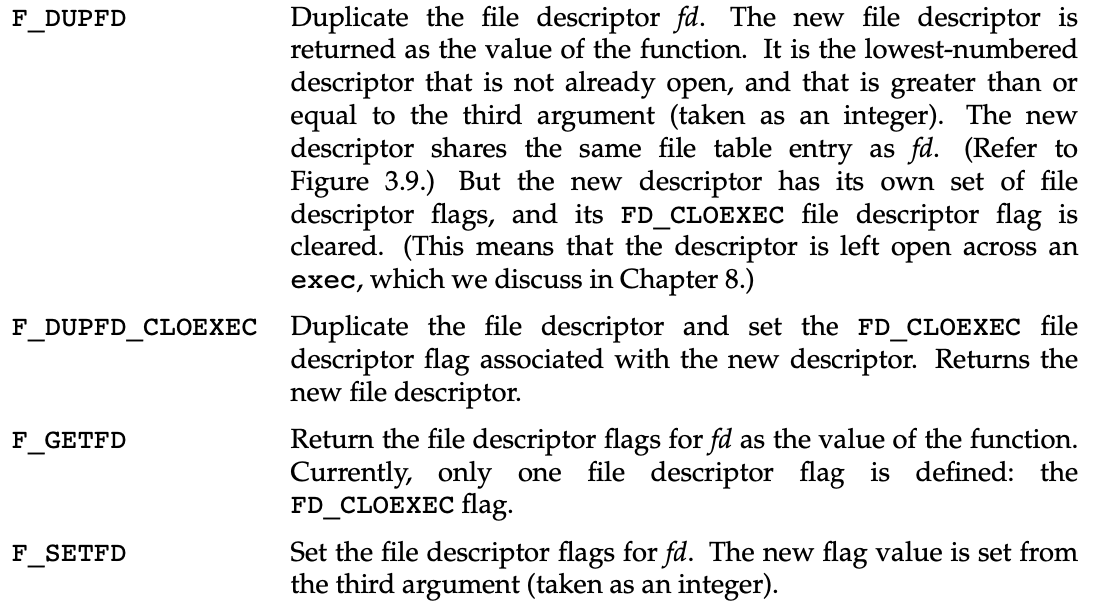 F_DUPFD Duplicate the file descriptor fd. The new file descriptor is
returned as the value of the function. It is the lowest-numbered
descriptor that is not already open, and that is greater than or
equal to the third argument (taken as an integer). The new
descriptor shares the same file table entry as fd. (Refer to
Figure 3.9.) But the new descriptor has its own set of file
descriptor flags, and its FD_CLOEXEC file descriptor flag is
cleared. (This means that the descriptor is left open across an
exec, which we discuss in Chapter 8.)
F_DUPFD_CLOEXEC Duplicate the file descriptor and set the FD_CLOEXEC file
descriptor flag associated with the new descriptor. Returns the
new file descriptor.
F_GETFD Return the file descriptor flags for fd as the value of the function.
Currently, only one file descriptor flag is defined: the
FD_CLOEXEC flag.
F_SETFD Set the file descriptor flags for fd. The new flag value is set from
the third argument (taken as an integer).